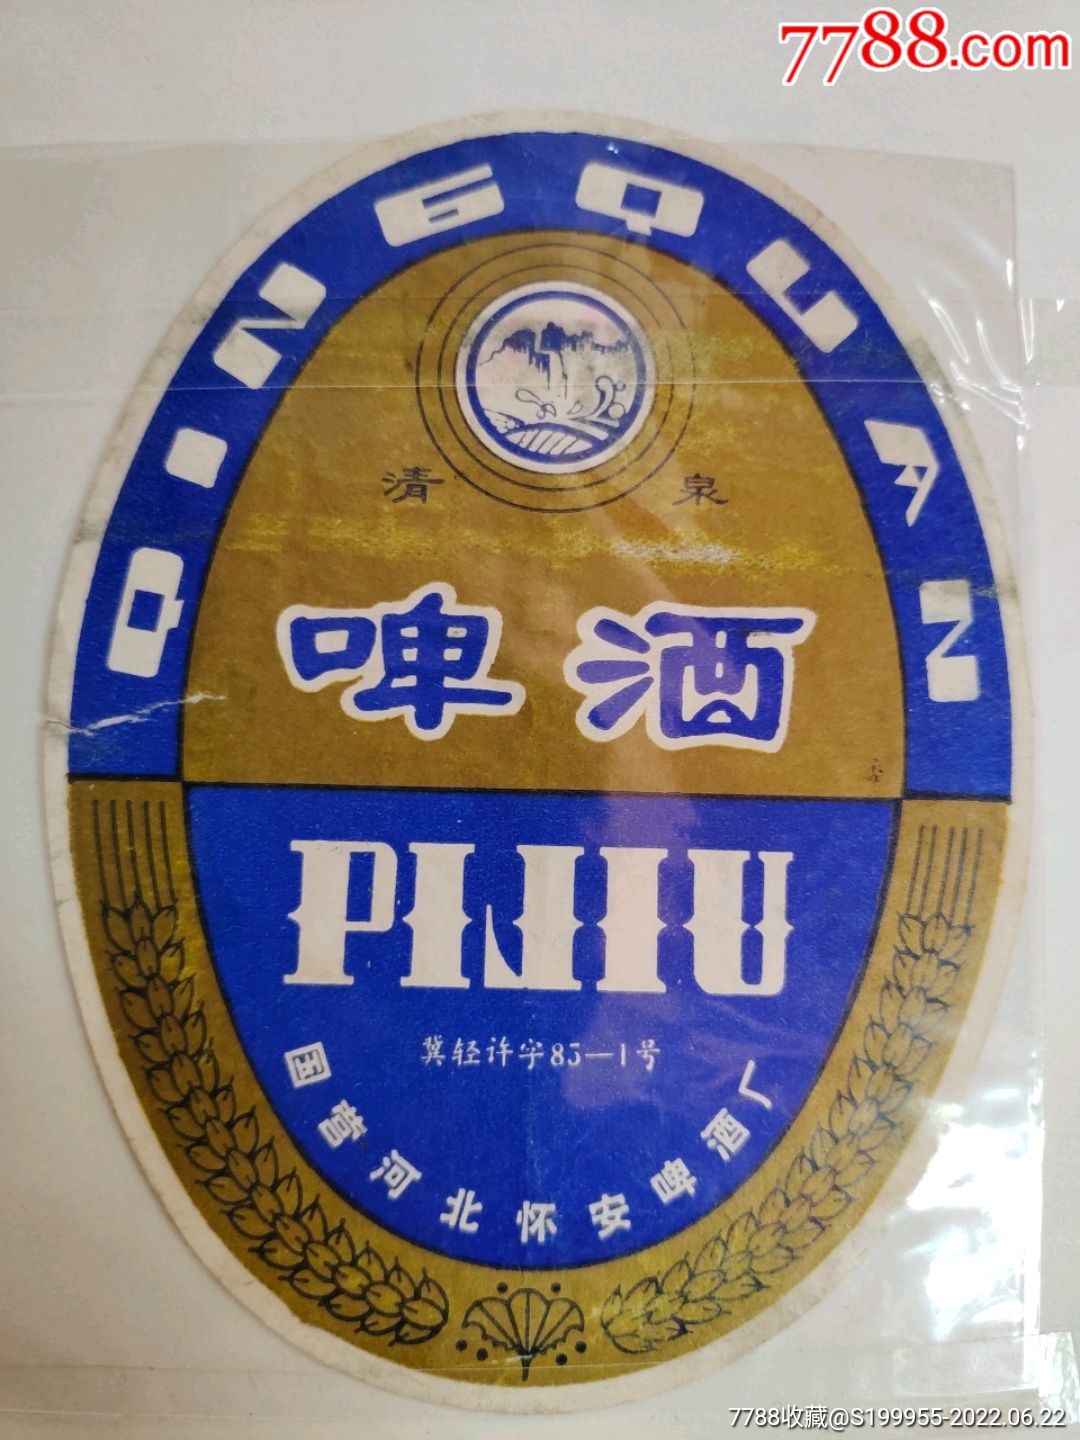 7788.com
QINGQUAN
清 泉
啤酒
PIJIU
冀轻许字85—1号
国营河北怀安啤酒厂
7788收藏@S199955-2022.06.22